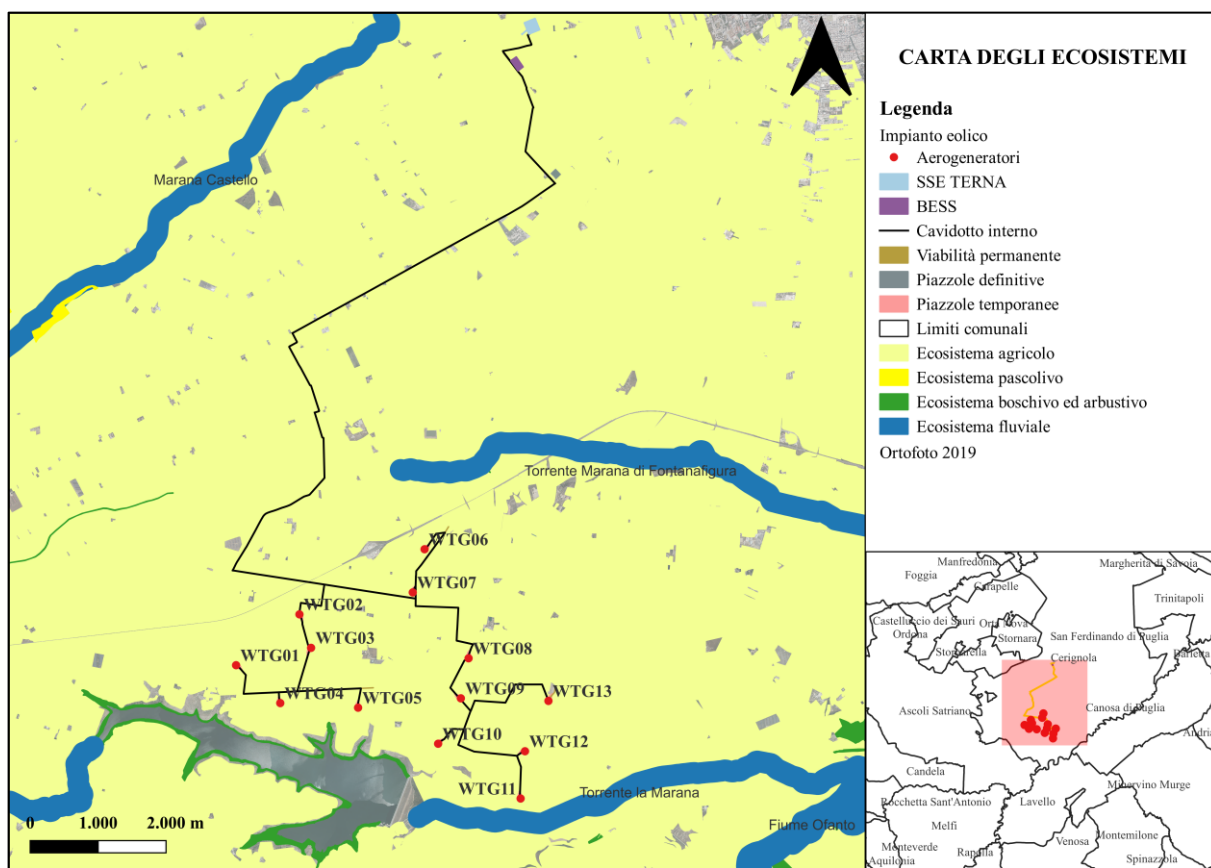 CARTA DEGLI ECOSISTEMI
Legenda
Impianto eolico
Aerogeneratori
SSE TERNA
BESS
Cavidotto interno
Viabilità permanente
Piazzole definitive
Piazzole temporanee
Limiti comunali
Ecosistema agricolo
Ecosistema pascolivo
Ecosistema boschivo ed arbustivo
Ecosistema fluviale
Ortofoto 2019
Marana Castello
Torrente Marana di Fontanafigura
WTG06
WTG07
WTG02
WTG03
WTG01
WTG08
WTG04
WTG05
WTG09
WTG13
WTG10
WTG12
WTG11
Torrente la Marana
Fiume Ofanto
0 1.000 2.000 m
Manfredonia
Foggia
Carapelle
Margherita di Savoia
Trinitapoli
Castelluccio dei Sauri
Orta Nova
Ordona
Stornara
San Ferdinando di Puglia
Stornarella
Barletta
Cerignola
Ascoli Satriano
Canosa di Puglia
Andria
Candela
Minervino Murge
Rocchetta Sant'Antonio
Lavello
Melfi
Montemilone
Monteverde
Venosa
Rapolla
Aquilonia
Spinazzola